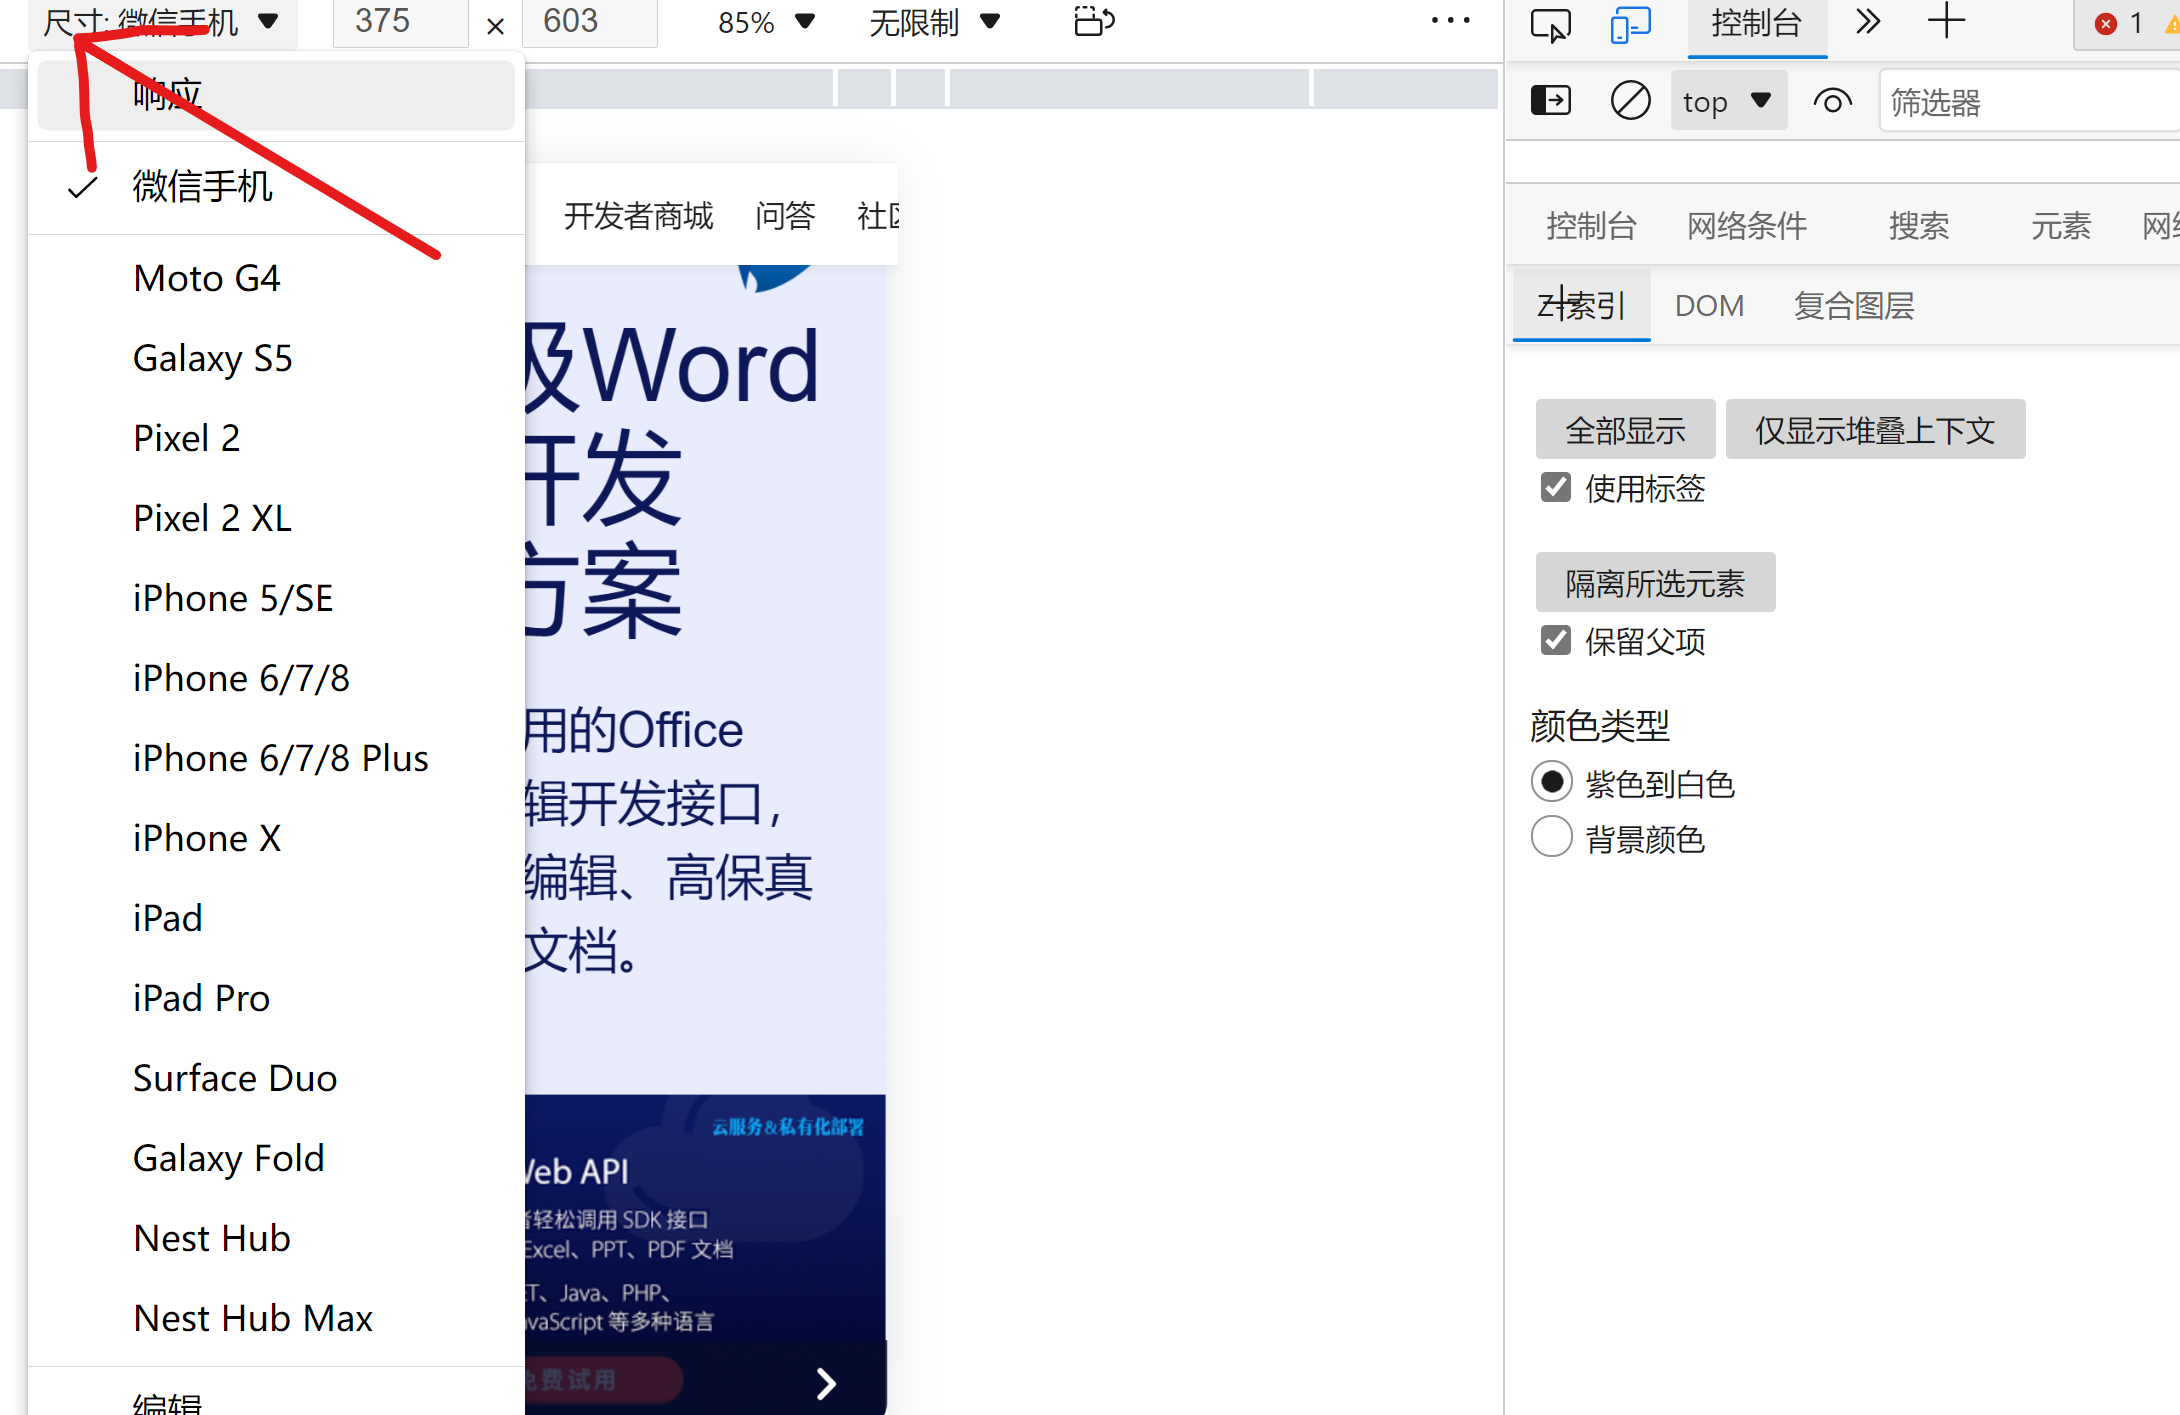 尺寸: 微信手机
375
×
603
85%
无限制
响应
微信手机
Moto G4
Galaxy S5
Pixel 2
Pixel 2 XL
iPhone 5/SE
iPhone 6/7/8
iPhone 6/7/8 Plus
iPhone X
iPad
iPad Pro
Surface Duo
Galaxy Fold
Nest Hub
Nest Hub Max
编辑
开发者商城 问答 社区
级Word
开发
方案
用的Office
辑开发接口，
编辑、高保真
文档。
云服务&私有化部署
Web API
者轻松调用 SDK 接口
Excel、PPT、PDF 文档
ET、Java、PHP、
avaScript 等多种语言
免费试用
控制台
1
top
筛选器
控制台 网络条件 搜索 元素 网络
Z-索引 DOM 复合图层
全部显示 仅显示堆叠上下文
使用标签
隔离所选元素
保留父项
颜色类型
紫色到白色
背景颜色